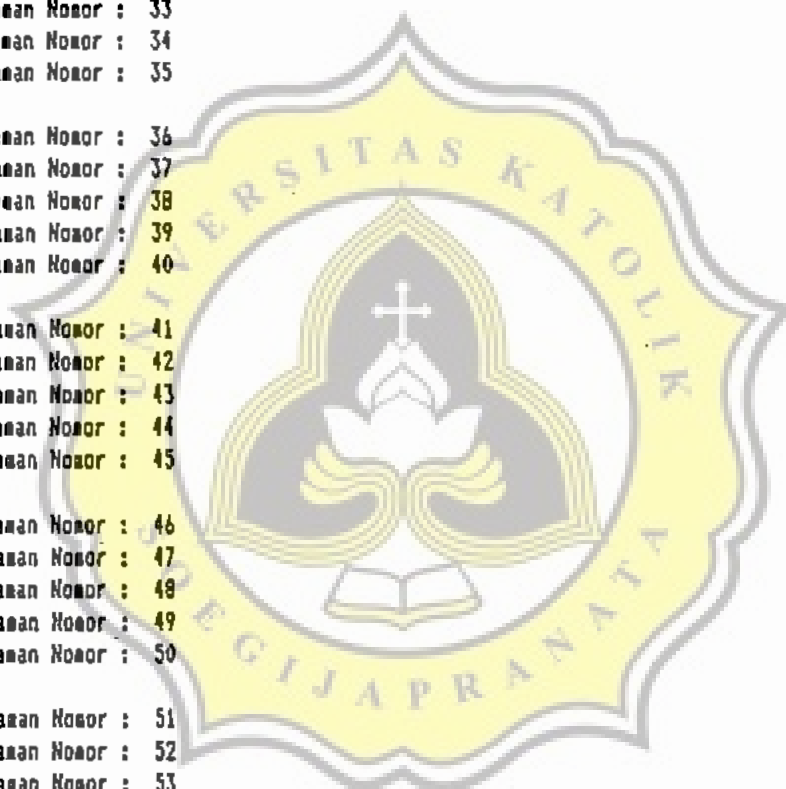 man Nomor : 33
man Nomor : 34
man Nomor : 35
man Nomor : 36
man Nomor : 37
man Nomor : 38
man Nomor : 39
man Nomor : 40
aman Nomor : 41
aman Nomor : 42
aman Nomor : 43
aman Nomor : 44
aman Nomor : 45
aman Nomor : 46
aman Nomor : 47
aman Nomor : 48
aman Nomor : 49
aman Nomor : 50
aman Nomor : 51
aman Nomor : 52
aman Nomor : 53
UNIVERSITAS KATOLIK
SOEGIJAPRANATA